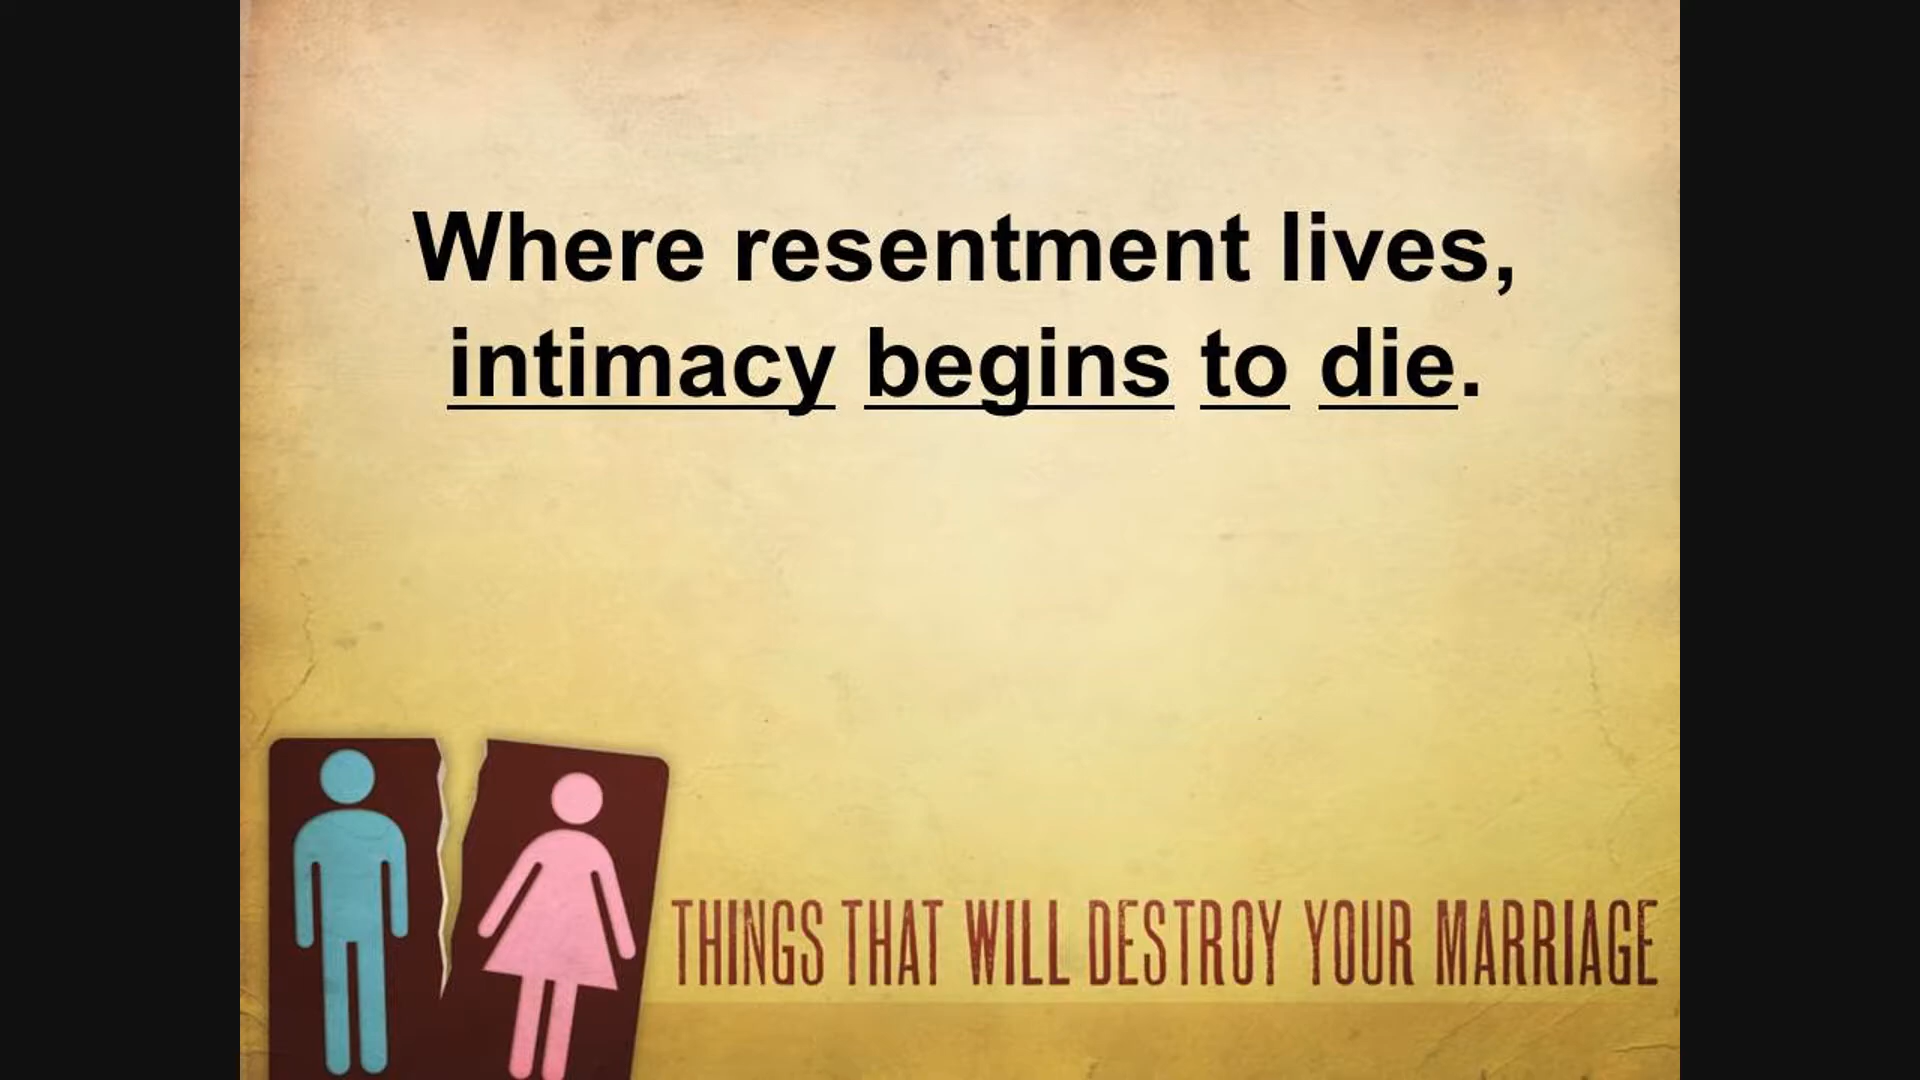 Where resentment lives,
intimacy begins to die.
THINGS THAT WILL DESTROY YOUR MARRIAGE